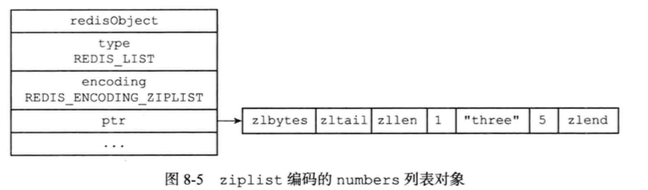 redisObject
type
REDIS_LIST
encoding
REDIS_ENCODING_ZIPLIST
ptr
zlbytes zltail zllen 1 "three" 5 zlend
...
图 8-5 ziplist 编码的 numbers 列表对象